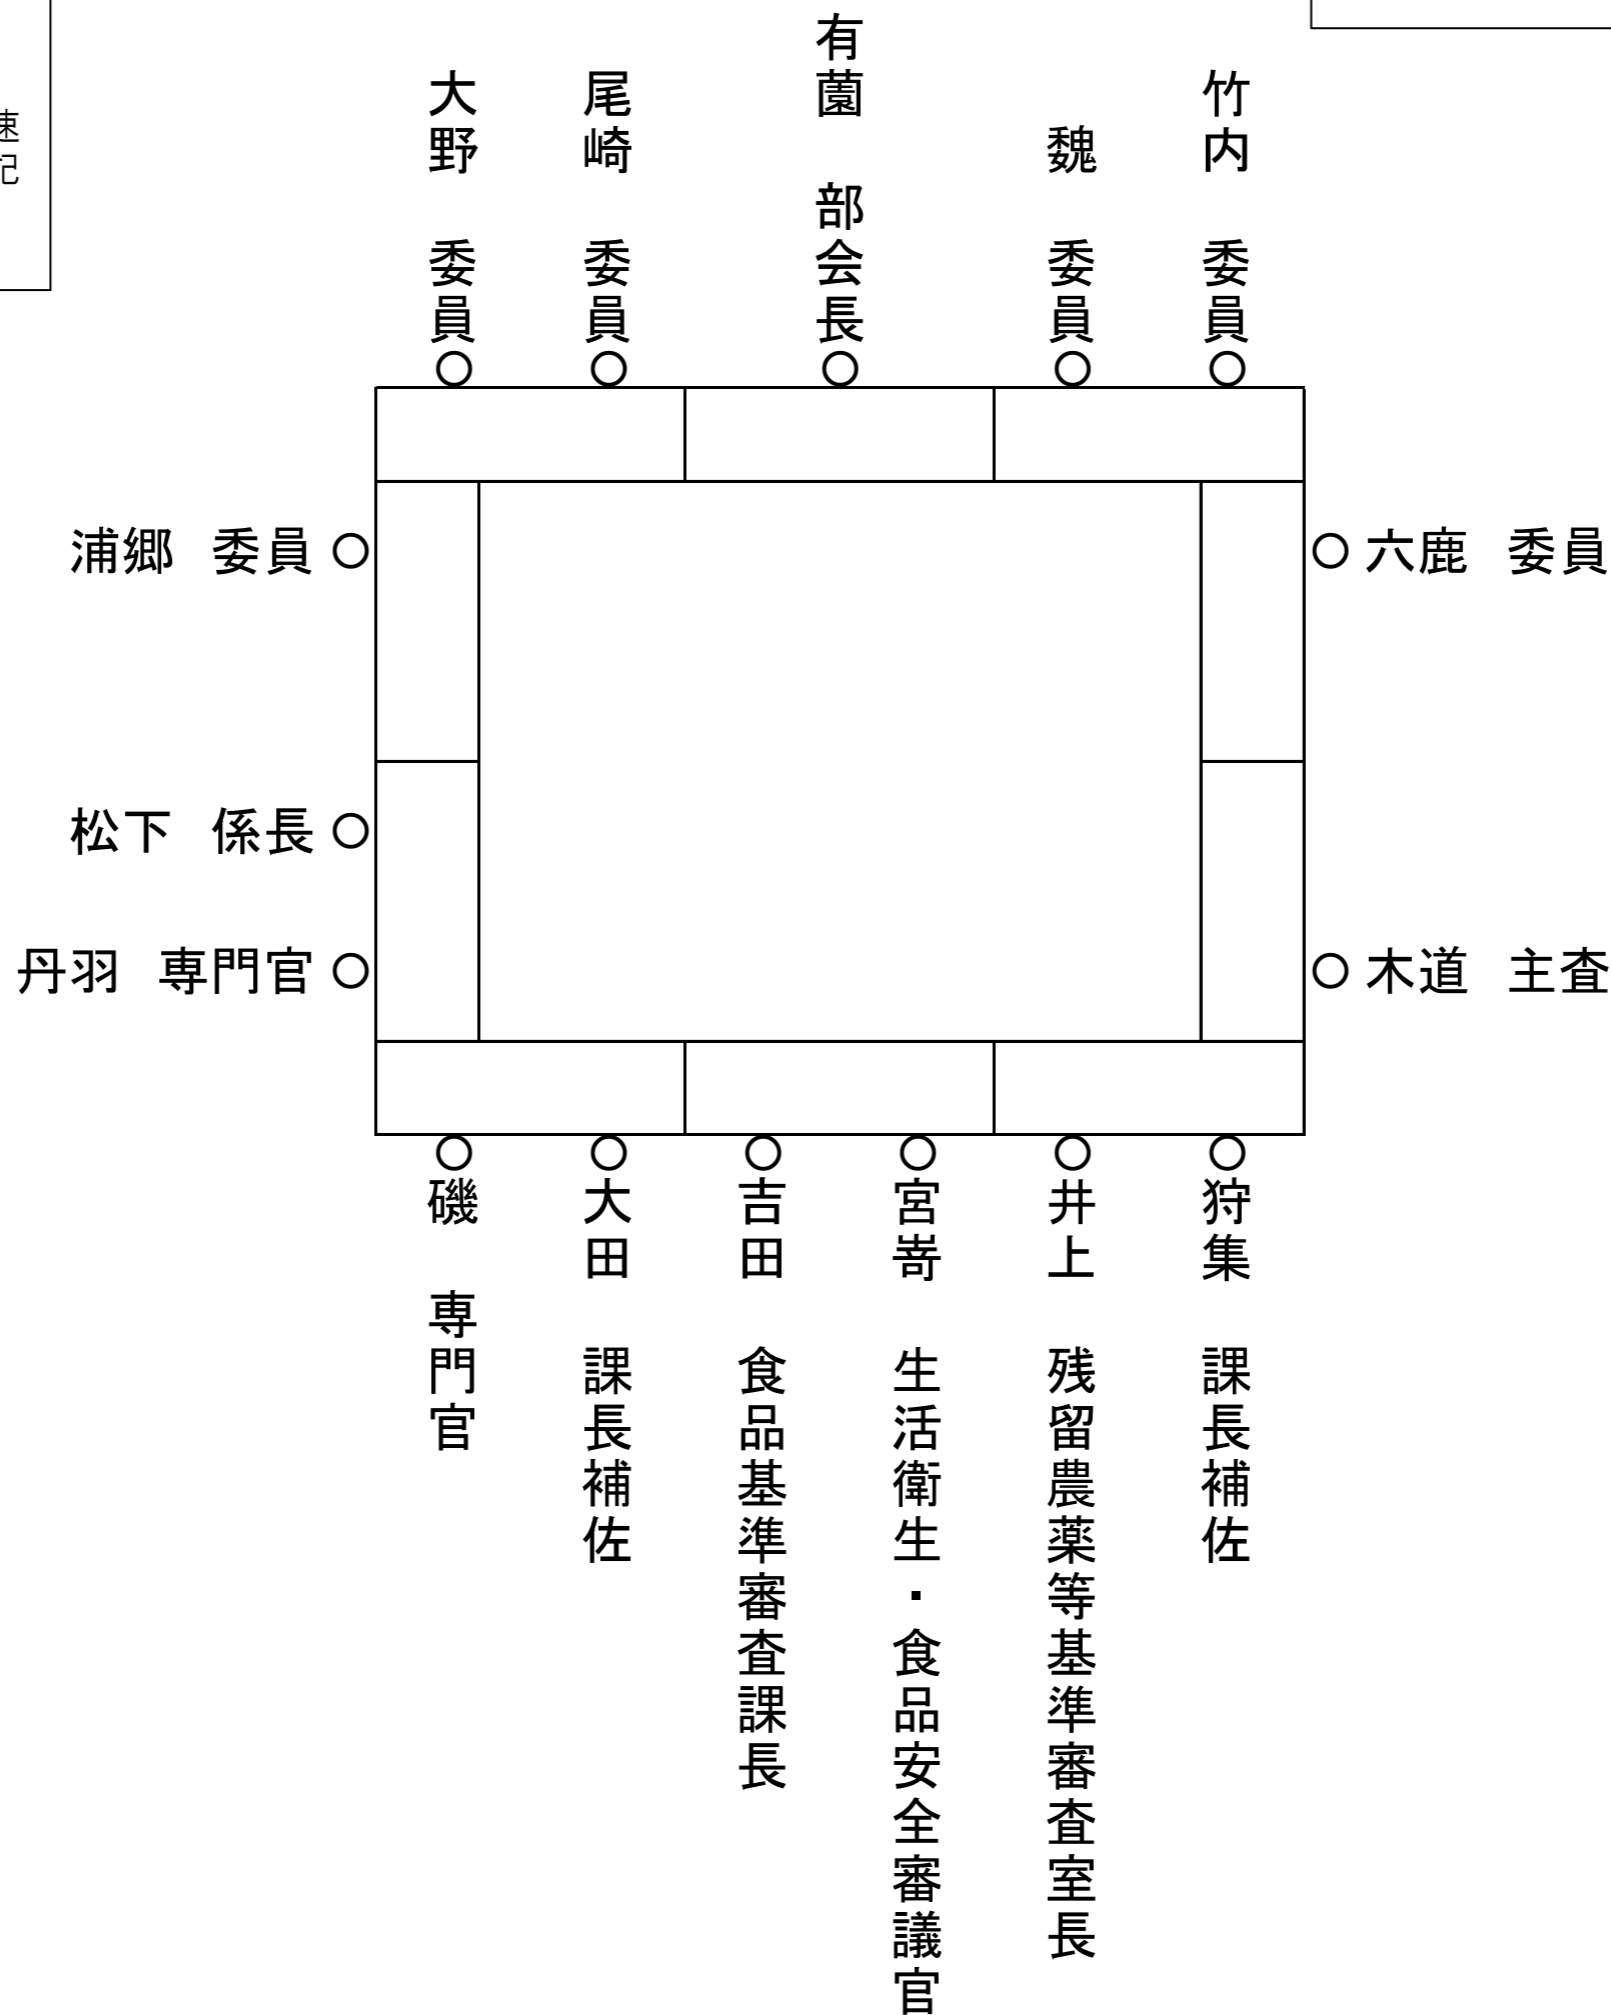 速記
大野 委員○
尾崎 委員○
有薗 部会長○
魏 委員○
竹内 委員○
浦郷 委員○
○六鹿 委員
松下 係長○
丹羽 専門官○
○木道 主査
○磯 専門官
○大田 課長補佐
○吉田 食品基準審査課長
○宮嵜 生活衛生・食品安全審議官
○井上 残留農薬等基準審査室長
○狩集 課長補佐